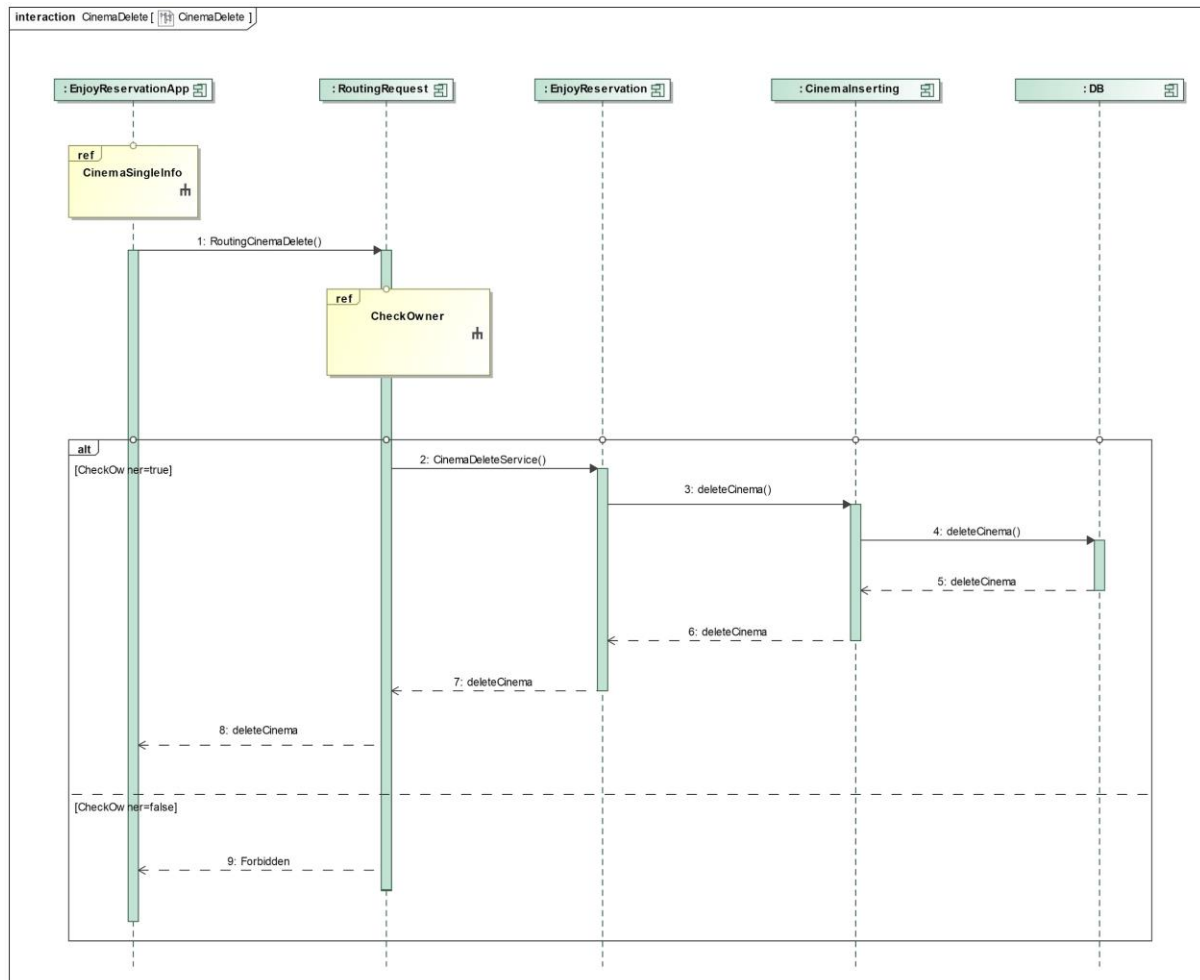 interaction CinemaDelete [ CinemaDelete ]
: EnjoyReservationApp
: RoutingRequest
: EnjoyReservation
: CinemaInserting
: DB
ref
CinemaSingleInfo
1: RoutingCinemaDelete()
ref
CheckOwner
alt
[CheckOwner=true]
2: CinemaDeleteService()
3: deleteCinema()
4: deleteCinema()
5: deleteCinema
6: deleteCinema
7: deleteCinema
8: deleteCinema
[CheckOwner=false]
9: Forbidden